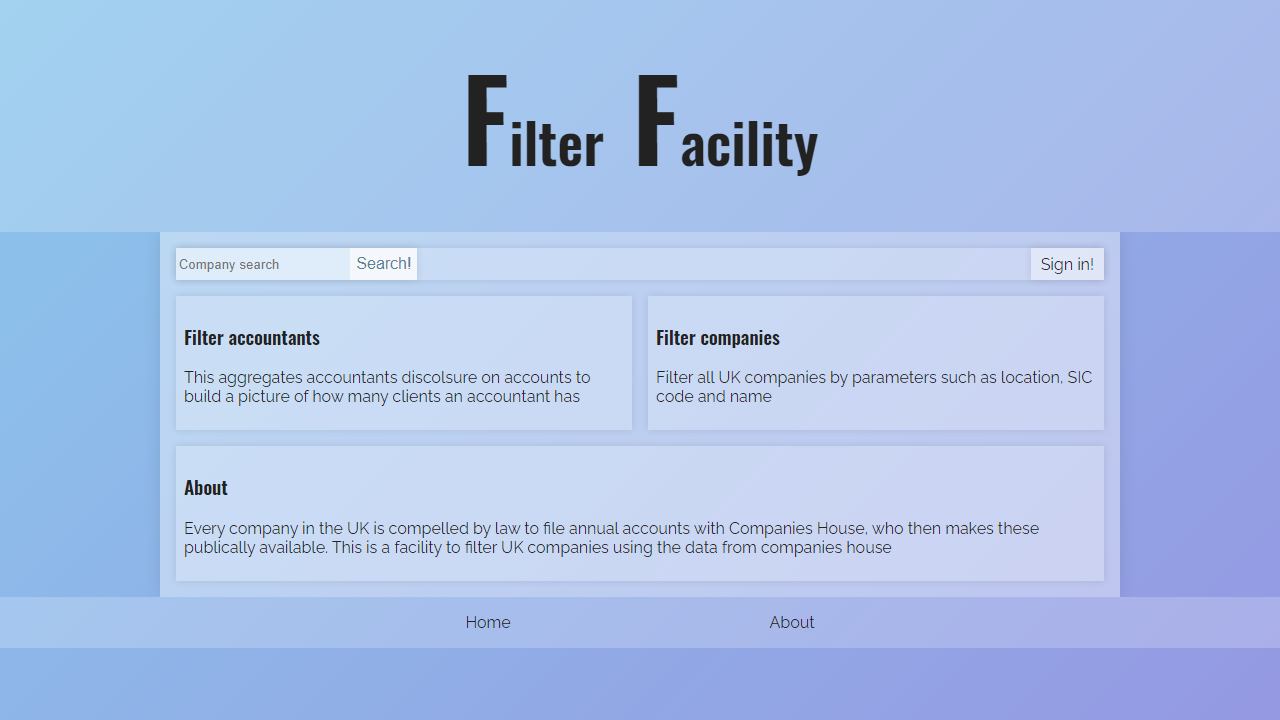 Filter Facility
Company search
Search!
Sign in!
Filter accountants
This aggregates accountants discolsure on accounts to
build a picture of how many clients an accountant has
Filter companies
Filter all UK companies by parameters such as location, SIC
code and name
About
Every company in the UK is compelled by law to file annual accounts with Companies House, who then makes these
publically available. This is a facility to filter UK companies using the data from companies house
Home
About